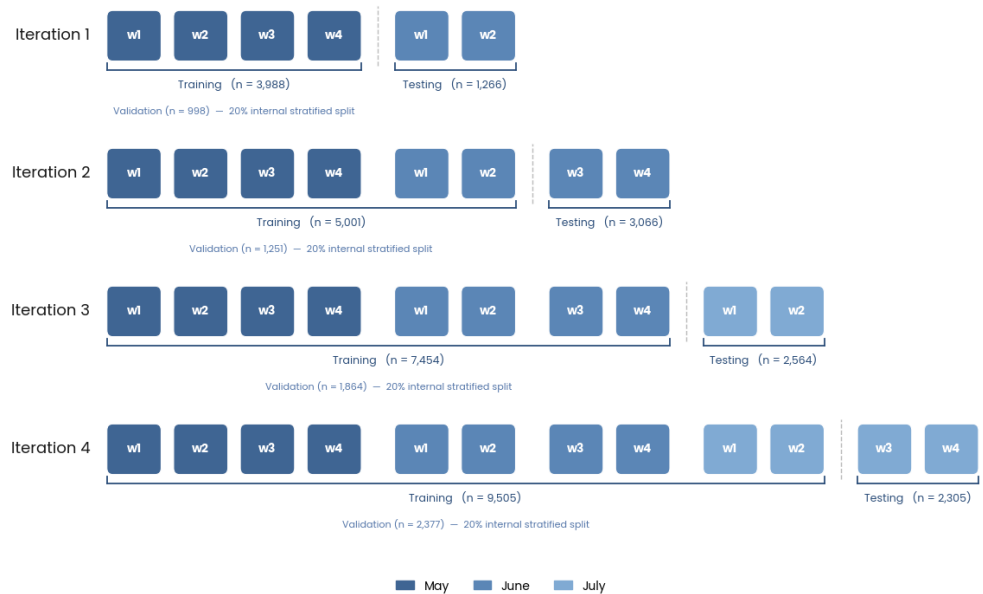 Iteration 1 w1 w2 w3 w4 w1 w2
Training (n = 3,988) Testing (n = 1,266)
Validation (n = 998) — 20% internal stratified split
Iteration 2 w1 w2 w3 w4 w1 w2 w3 w4
Training (n = 5,001) Testing (n = 3,066)
Validation (n = 1,251) — 20% internal stratified split
Iteration 3 w1 w2 w3 w4 w1 w2 w3 w4 w1 w2
Training (n = 7,454) Testing (n = 2,564)
Validation (n = 1,864) — 20% internal stratified split
Iteration 4 w1 w2 w3 w4 w1 w2 w3 w4 w1 w2 w3 w4
Training (n = 9,505) Testing (n = 2,305)
Validation (n = 2,377) — 20% internal stratified split
May June July